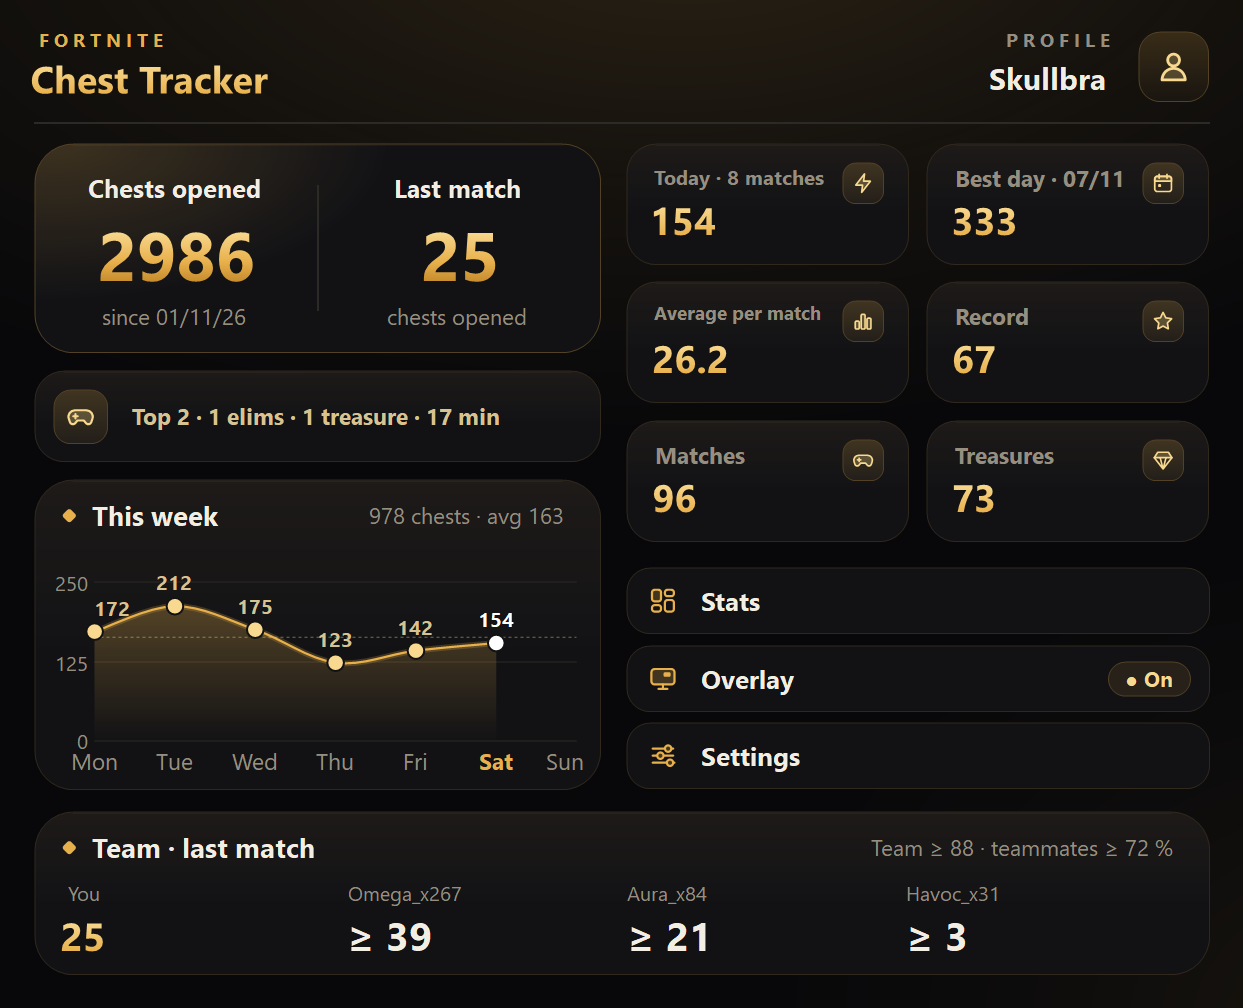 FORTNITE
Chest Tracker
PROFILE
Skullbra
Chests opened
2986
since 01/11/26
Last match
25
chests opened
Top 2 · 1 elims · 1 treasure · 17 min
This week
978 chests · avg 163
250
125
0
172
212
175
123
142
154
Mon Tue Wed Thu Fri Sat Sun
Today · 8 matches
154
Best day · 07/11
333
Average per match
26.2
Record
67
Matches
96
Treasures
73
Stats
Overlay
On
Settings
Team · last match
Team ≥ 88 · teammates ≥ 72 %
You
25
Omega_x267
≥ 39
Aura_x84
≥ 21
Havoc_x31
≥ 3